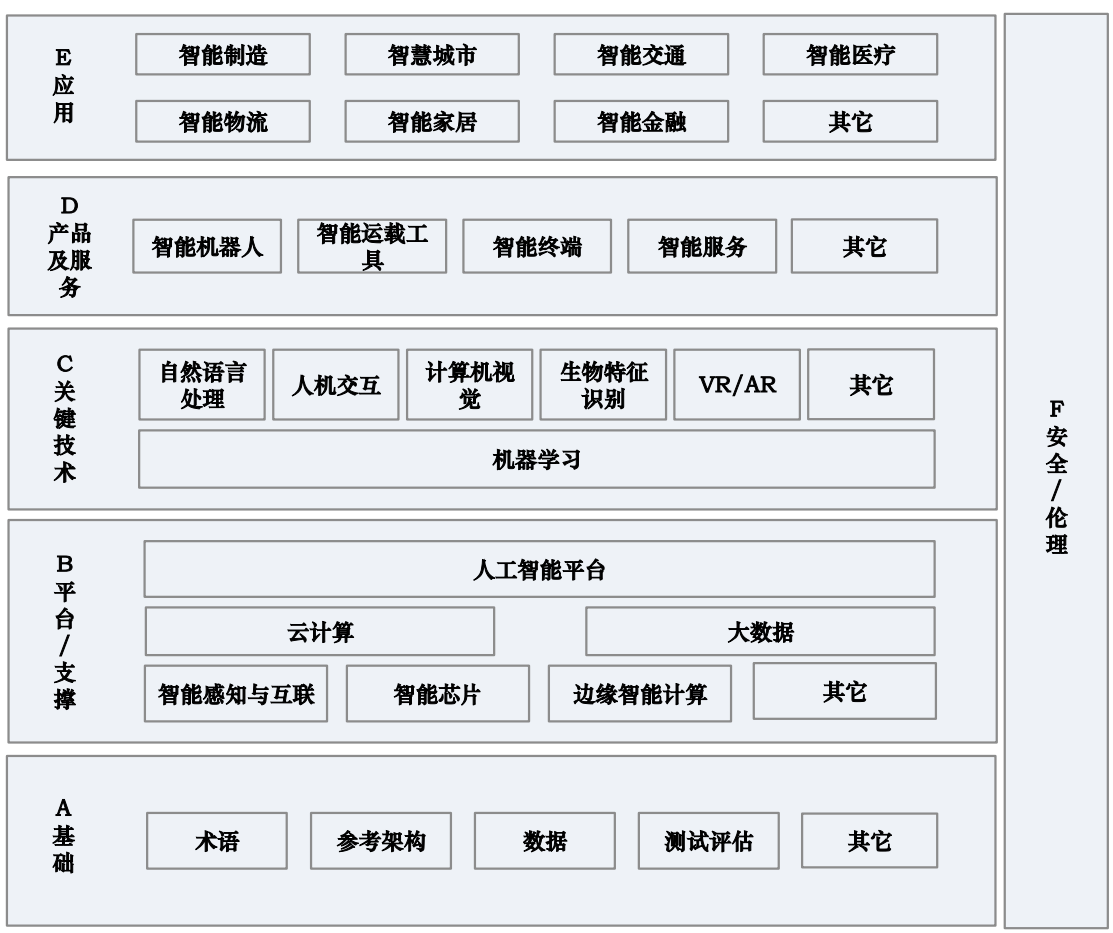 E
应
用
智能制造
智慧城市
智能交通
智能医疗
智能物流
智能家居
智能金融
其它
D
产品
及服
务
智能机器人
智能运载工
具
智能终端
智能服务
其它
C
关
键
技
术
自然语言
处理
人机交互
计算机视
觉
生物特征
识别
VR/AR
其它
机器学习
B
平
台
/
支
撑
人工智能平台
云计算
大数据
智能感知与互联
智能芯片
边缘智能计算
其它
A
基
础
术语
参考架构
数据
测试评估
其它
F
安
全
/
伦
理